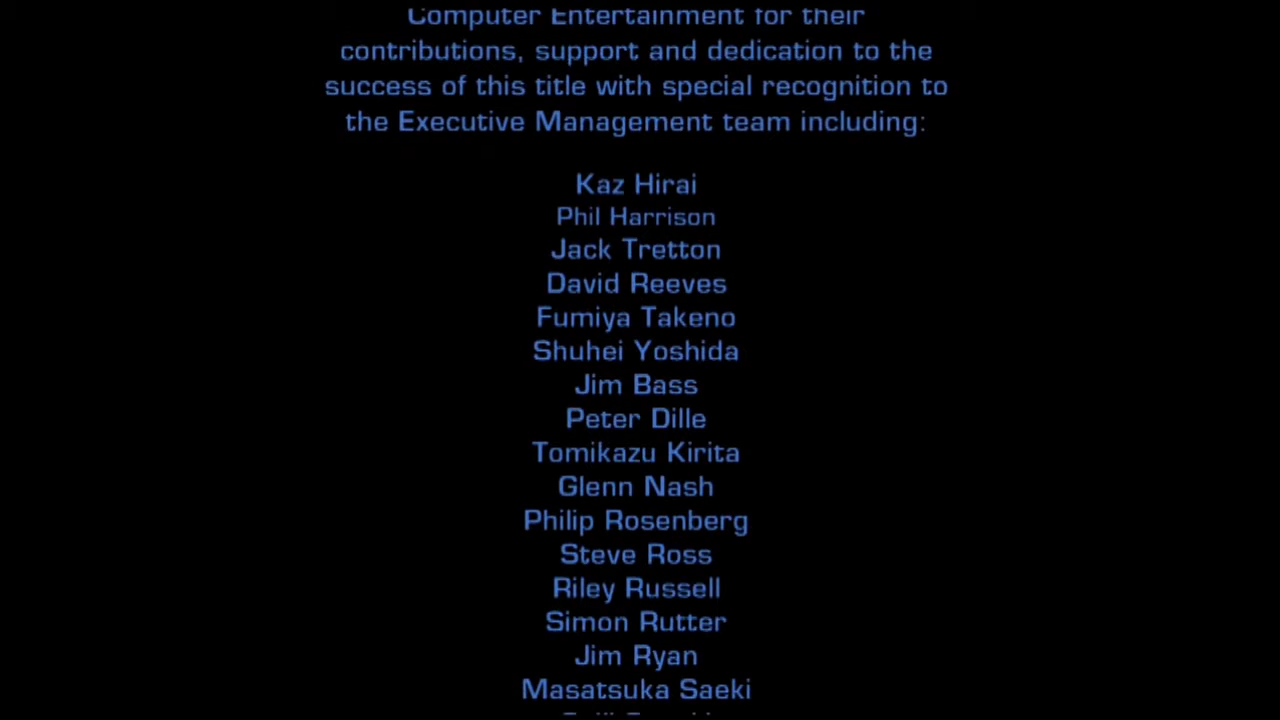 Computer Entertainment for their
contributions, support and dedication to the
success of this title with special recognition to
the Executive Management team including:
Kaz Hirai
Phil Harrison
Jack Tretton
David Reeves
Fumiya Takeno
Shuhei Yoshida
Jim Bass
Peter Dille
Tomikazu Kirita
Glenn Nash
Philip Rosenberg
Steve Ross
Riley Russell
Simon Rutter
Jim Ryan
Masatsuka Saeki